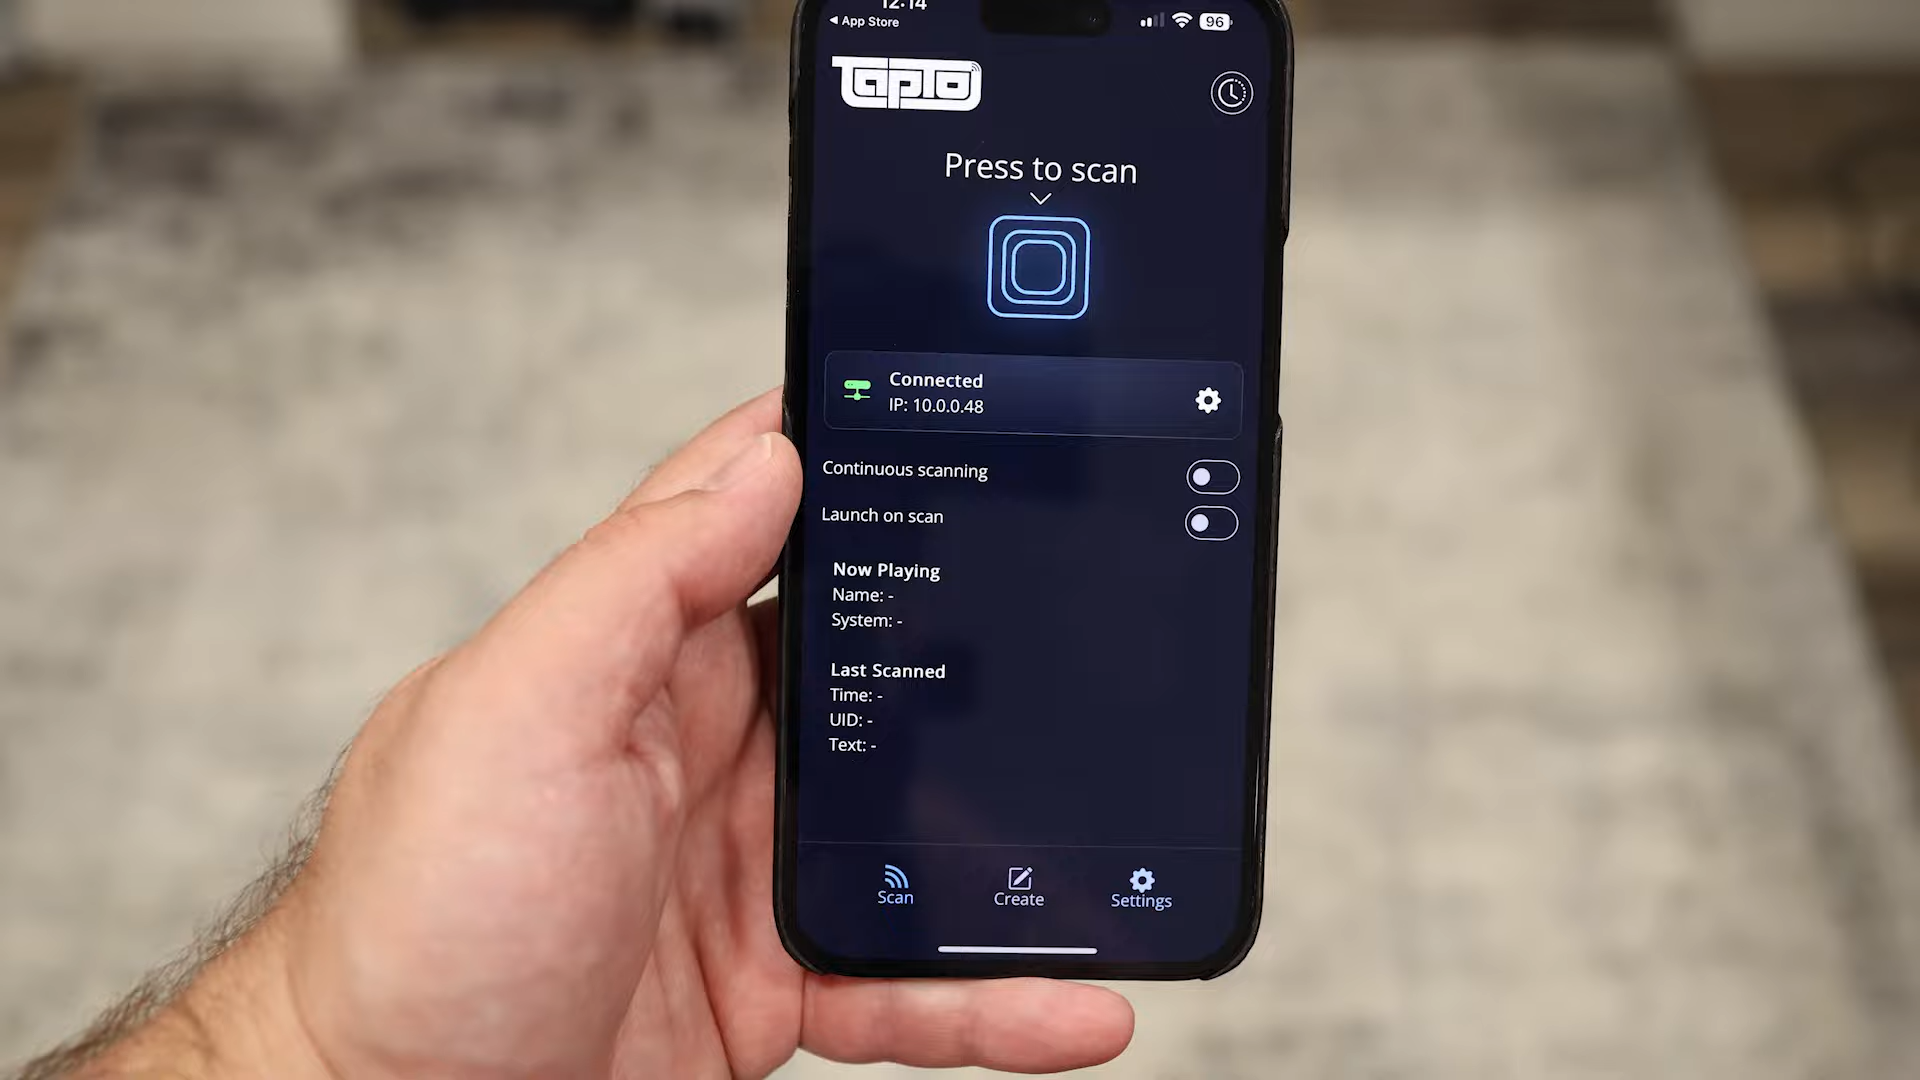 12:14
◀ App Store
96
TapTo
Press to scan
Connected
IP: 10.0.0.48
Continuous scanning
Launch on scan
Now Playing
Name: -
System: -
Last Scanned
Time: -
UID: -
Text: -
Scan
Create
Settings